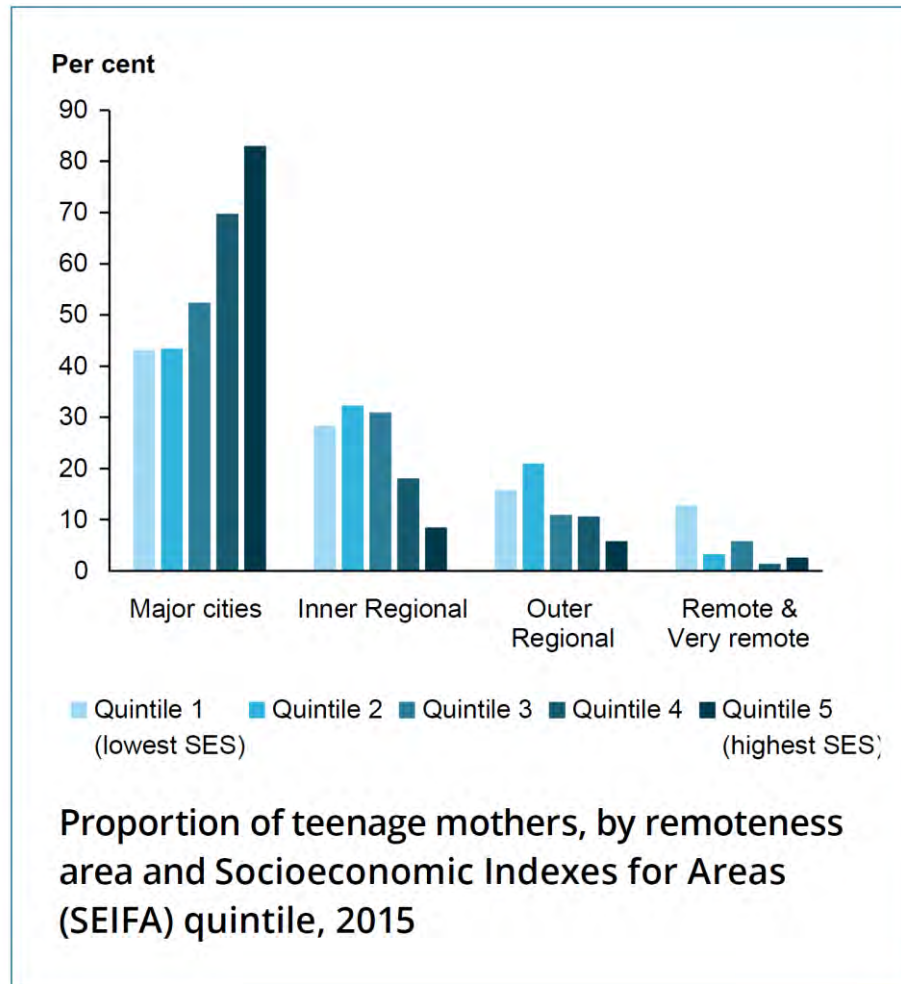 Per cent
90
80
70
60
50
40
30
20
10
0
Major cities
Inner Regional
Outer
Regional
Remote &
Very remote
Quintile 1
(lowest SES)
Quintile 2
Quintile 3
Quintile 4
Quintile 5
(highest SES)
Proportion of teenage mothers, by remoteness
area and Socioeconomic Indexes for Areas
(SEIFA) quintile, 2015